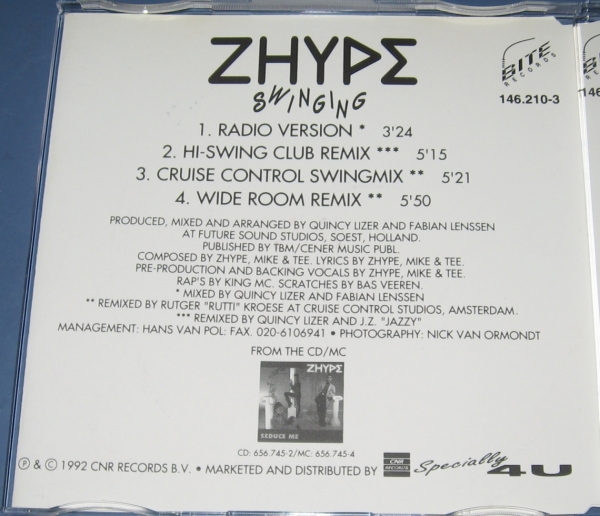 ZHYPE
SWINGING
BITE
RECORDS
146.210-3
1. RADIO VERSION * 3'24
2. HI-SWING CLUB REMIX *** 5'15
3. CRUISE CONTROL SWINGMIX ** 5'21
4. WIDE ROOM REMIX ** 5'50
PRODUCED, MIXED AND ARRANGED BY QUINCY LIZER AND FABIAN LENSSEN
AT FUTURE SOUND STUDIOS, SOEST, HOLLAND.
PUBLISHED BY TBM/CENER MUSIC PUBL.
COMPOSED BY ZHYPE, MIKE & TEE. LYRICS BY ZHYPE, MIKE & TEE.
PRE-PRODUCTION AND BACKING VOCALS BY ZHYPE, MIKE & TEE.
RAP'S BY KING MC. SCRATCHES BY BAS VEEREN.
* MIXED BY QUINCY LIZER AND FABIAN LENSSEN
** REMIXED BY RUTGER "RUTTI" KROESE AT CRUISE CONTROL STUDIOS, AMSTERDAM.
*** REMIXED BY QUINCY LIZER AND J.Z. "JAZZY"
MANAGEMENT: HANS VAN POL: FAX. 020-6106941 • PHOTOGRAPHY: NICK VAN ORMONDT
FROM THE CD/MC
ZHYPE
SEDUCE ME
CD: 656.745-2/MC: 656.745-4
℗ & © 1992 CNR RECORDS B.V. • MARKETED AND DISTRIBUTED BY CNR RECORDS Specially 4U